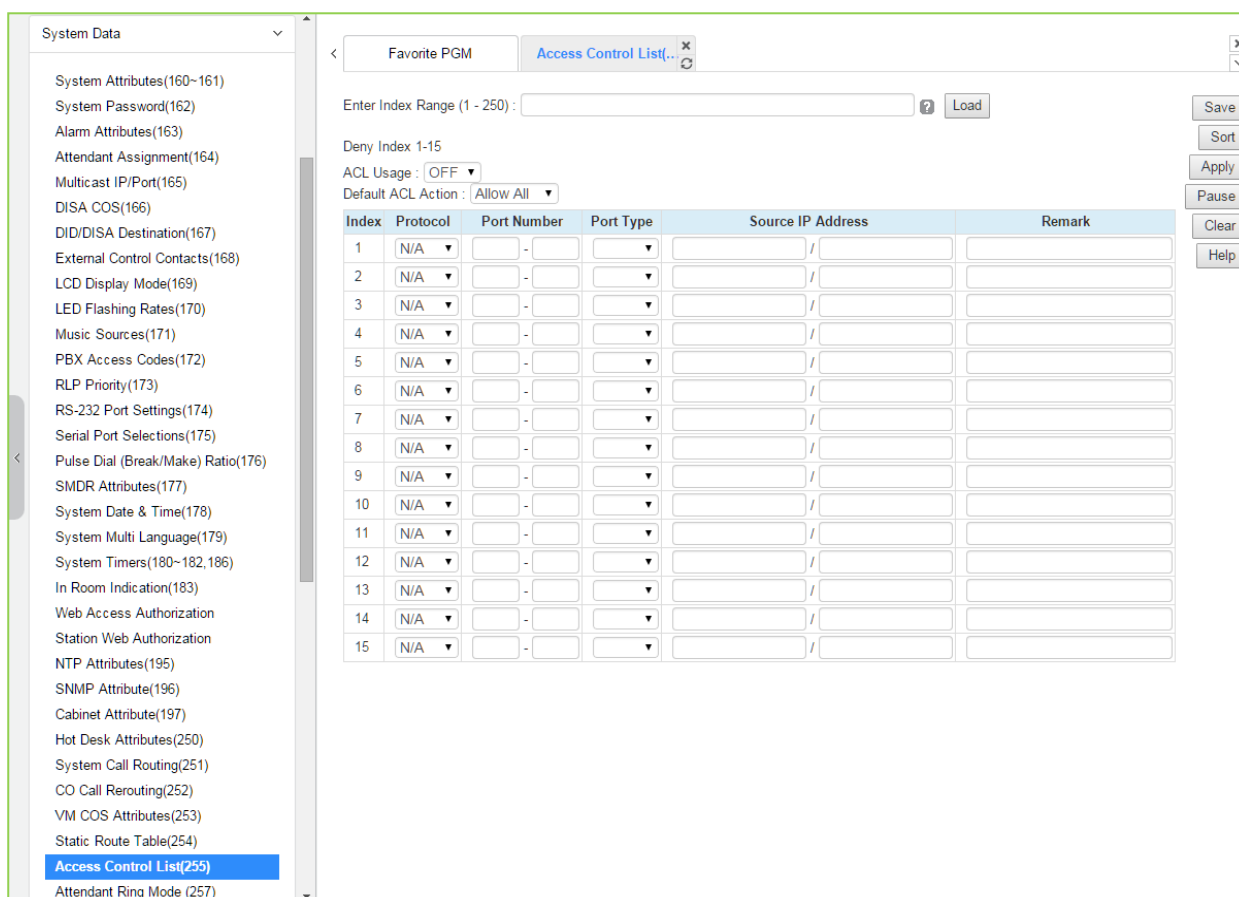 System Data
System Attributes(160~161)
System Password(162)
Alarm Attributes(163)
Attendant Assignment(164)
Multicast IP/Port(165)
DISA COS(166)
DID/DISA Destination(167)
External Control Contacts(168)
LCD Display Mode(169)
LED Flashing Rates(170)
Music Sources(171)
PBX Access Codes(172)
RLP Priority(173)
RS-232 Port Settings(174)
Serial Port Selections(175)
Pulse Dial (Break/Make) Ratio(176)
SMDR Attributes(177)
System Date & Time(178)
System Multi Language(179)
System Timers(180~182,186)
In Room Indication(183)
Web Access Authorization
Station Web Authorization
NTP Attributes(195)
SNMP Attribute(196)
Cabinet Attribute(197)
Hot Desk Attributes(250)
System Call Routing(251)
CO Call Rerouting(252)
VM COS Attributes(253)
Static Route Table(254)
Access Control List(255)
Attendant Ring Mode (257)
Favorite PGM Access Control List(...
Enter Index Range (1 - 250) : ? Load
Deny Index 1-15
ACL Usage : OFF
Default ACL Action : Allow All
Index Protocol Port Number Port Type Source IP Address Remark
1 N/A - /
2 N/A - /
3 N/A - /
4 N/A - /
5 N/A - /
6 N/A - /
7 N/A - /
8 N/A - /
9 N/A - /
10 N/A - /
11 N/A - /
12 N/A - /
13 N/A - /
14 N/A - /
15 N/A - /
Save
Sort
Apply
Pause
Clear
Help